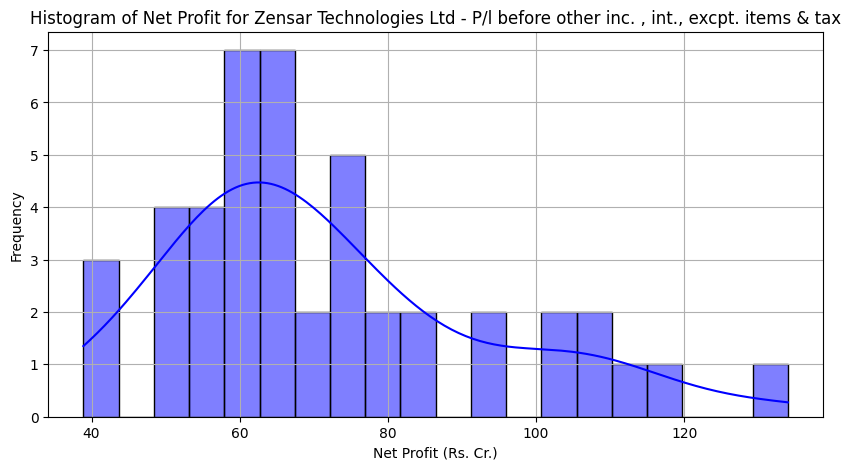 Histogram of Net Profit for Zensar Technologies Ltd - P/l before other inc. , int., excpt. items & tax
7
6
5
4
3
2
1
0
Frequency
40 60 80 100 120
Net Profit (Rs. Cr.)